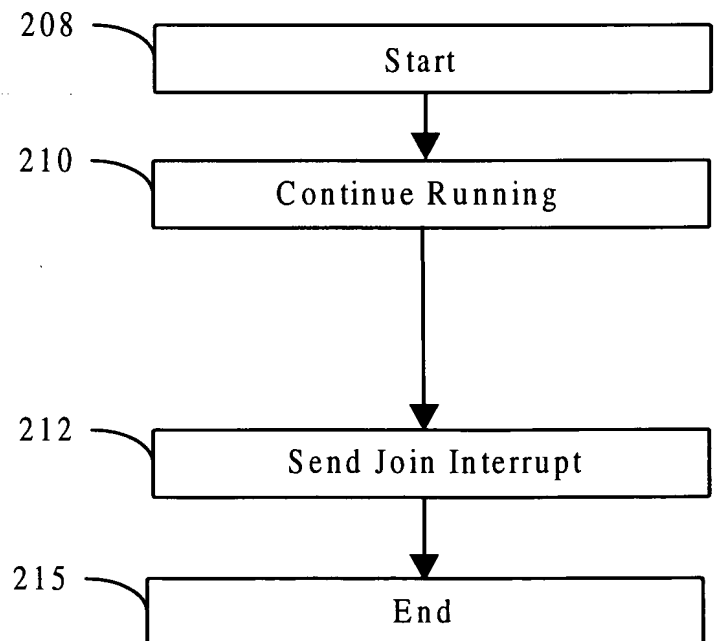 208
Start
210
Continue Running
212
Send Join Interrupt
215
End